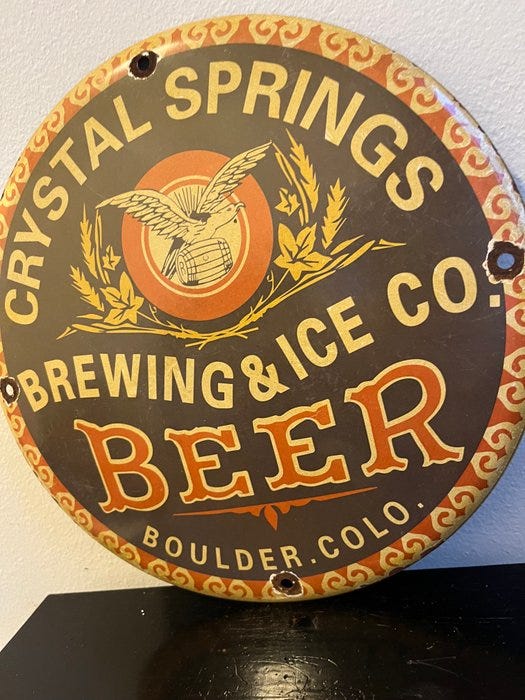 CRYSTAL SPRINGS
BREWING & ICE CO.
BEER
BOULDER. COLO.